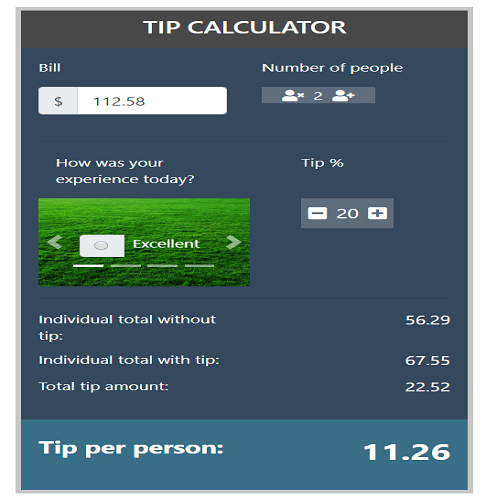 TIP CALCULATOR
Bill
Number of people
$ 112.58
2
How was your
experience today?
Tip %
20
Excellent
Individual total without
tip:
56.29
Individual total with tip:
67.55
Total tip amount:
22.52
Tip per person:
11.26